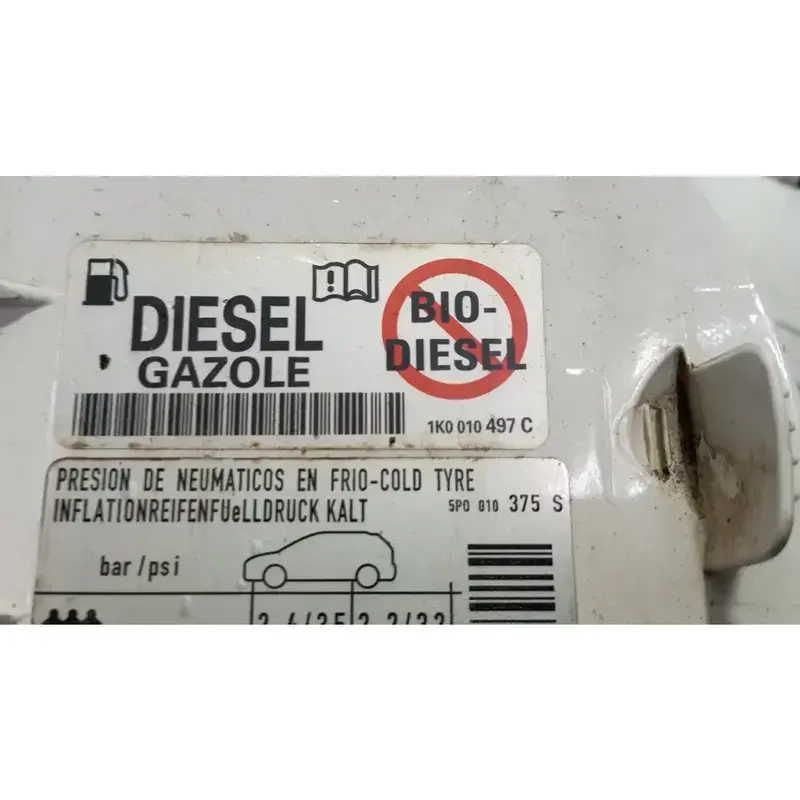 DIESEL
GAZOLE
BIO-
DIESEL
1K0 010 497 C
PRESION DE NEUMATICOS EN FRIO-COLD TYRE
INFLATIONREIFENFUeLLDRUCK KALT
5P0 010 375 S
bar/psi